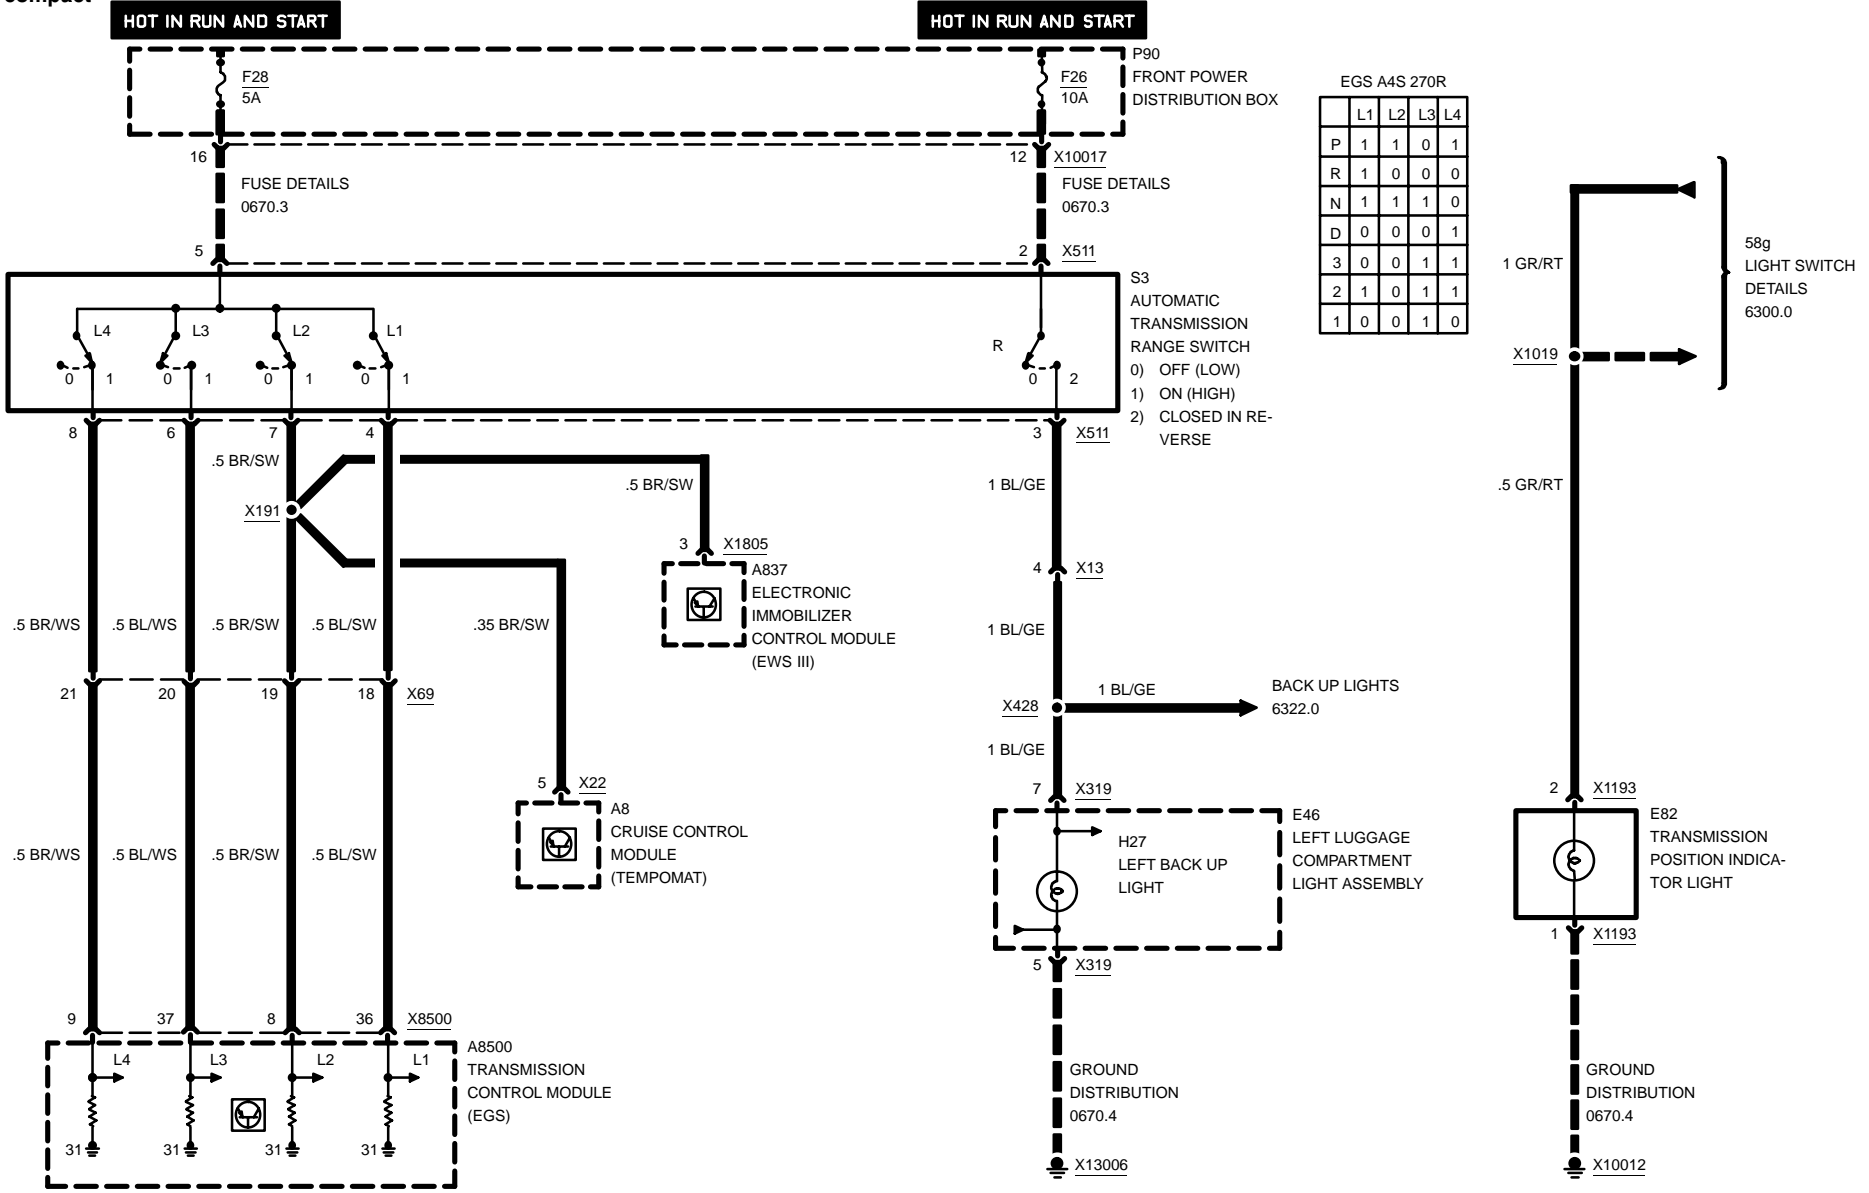 compact
HOT IN RUN AND START
HOT IN RUN AND START
F28
5A
F26
10A
P90
FRONT POWER
DISTRIBUTION BOX
16
12
X10017
FUSE DETAILS
0670.3
FUSE DETAILS
0670.3
5
2
X511
EGS A4S 270R
L1 L2 L3 L4
P 1 1 0 1
R 1 0 0 0
N 1 1 1 0
D 0 0 0 1
3 0 0 1 1
2 1 0 1 1
1 0 0 1 0
58g
LIGHT SWITCH
DETAILS
6300.0
1 GR/RT
X1019
.5 GR/RT
S3
AUTOMATIC
TRANSMISSION
RANGE SWITCH
0) OFF (LOW)
1) ON (HIGH)
2) CLOSED IN RE-
VERSE
L4 L3 L2 L1
R
0 1 0 1 0 1 0 1
0 2
8 6 7 4
3
X511
.5 BR/SW
.5 BR/SW
X191
1 BL/GE
3
X1805
A837
ELECTRONIC
IMMOBILIZER
CONTROL MODULE
(EWS III)
4
X13
.5 BR/WS .5 BL/WS .5 BR/SW .5 BL/SW
.35 BR/SW
1 BL/GE
21 20 19 18
X69
X428
1 BL/GE
BACK UP LIGHTS
6322.0
1 BL/GE
5
X22
A8
CRUISE CONTROL
MODULE
(TEMPOMAT)
7
X319
E46
LEFT LUGGAGE
COMPARTMENT
LIGHT ASSEMBLY
H27
LEFT BACK UP
LIGHT
2
X1193
E82
TRANSMISSION
POSITION INDICA-
TOR LIGHT
.5 BR/WS .5 BL/WS .5 BR/SW .5 BL/SW
1
X1193
5
X319
9 37 8 36
X8500
A8500
TRANSMISSION
CONTROL MODULE
(EGS)
L4 L3 L2 L1
31 31 31 31
GROUND
DISTRIBUTION
0670.4
X13006
GROUND
DISTRIBUTION
0670.4
X10012